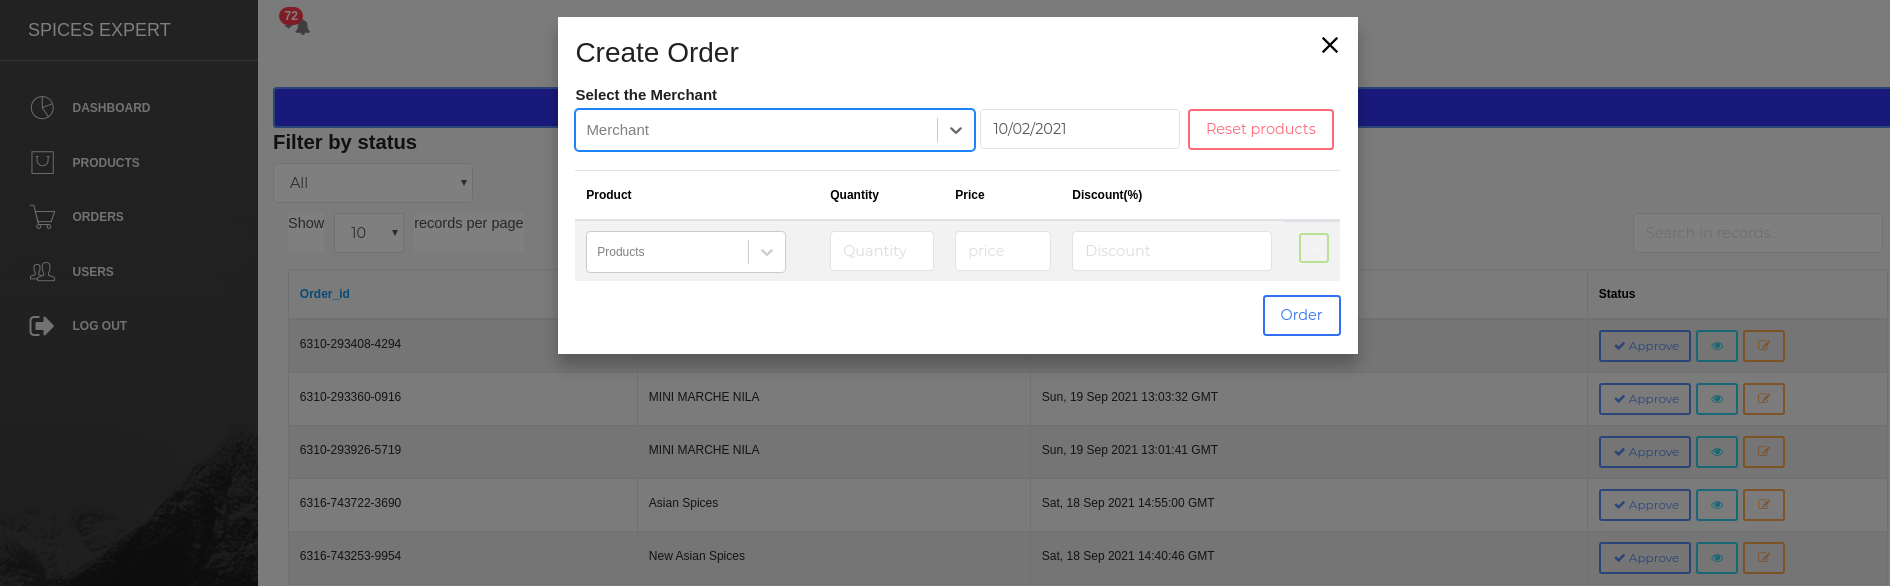 SPICES EXPERT
72
DASHBOARD
PRODUCTS
ORDERS
USERS
LOG OUT
Create Order
Select the Merchant
Merchant
10/02/2021
Reset products
Product Quantity Price Discount(%)
Products Quantity price Discount
Order
Filter by status
All
Show 10 records per page
Search in records...
Order_id Status
6310-293408-4294 Approve
6310-293360-0916 MINI MARCHE NILA Sun, 19 Sep 2021 13:03:32 GMT Approve
6310-293926-5719 MINI MARCHE NILA Sun, 19 Sep 2021 13:01:41 GMT Approve
6316-743722-3690 Asian Spices Sat, 18 Sep 2021 14:55:00 GMT Approve
6316-743253-9954 New Asian Spices Sat, 18 Sep 2021 14:40:46 GMT Approve